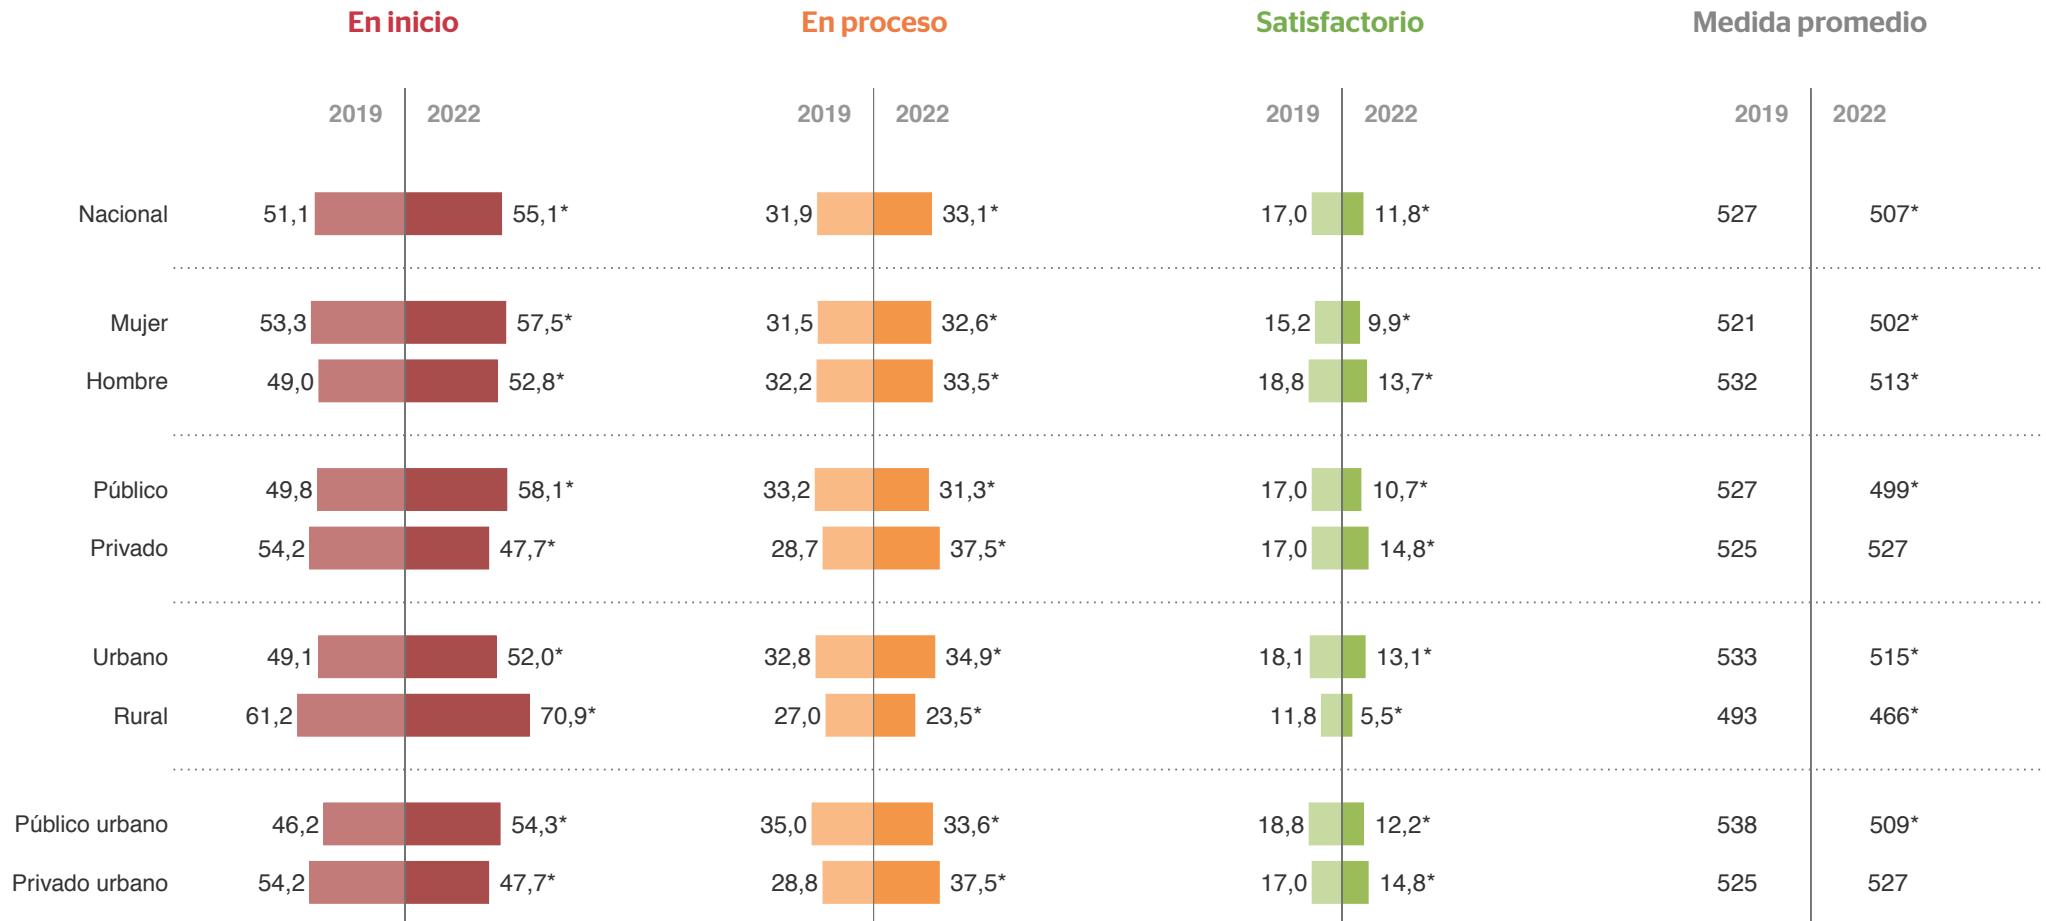 En inicio En proceso Satisfactorio Medida promedio
2019 2022 2019 2022 2019 2022 2019 2022
Nacional 51,1 55,1* 31,9 33,1* 17,0 11,8* 527 507*
Mujer 53,3 57,5* 31,5 32,6* 15,2 9,9* 521 502*
Hombre 49,0 52,8* 32,2 33,5* 18,8 13,7* 532 513*
Público 49,8 58,1* 33,2 31,3* 17,0 10,7* 527 499*
Privado 54,2 47,7* 28,7 37,5* 17,0 14,8* 525 527
Urbano 49,1 52,0* 32,8 34,9* 18,1 13,1* 533 515*
Rural 61,2 70,9* 27,0 23,5* 11,8 5,5* 493 466*
Público urbano 46,2 54,3* 35,0 33,6* 18,8 12,2* 538 509*
Privado urbano 54,2 47,7* 28,8 37,5* 17,0 14,8* 525 527